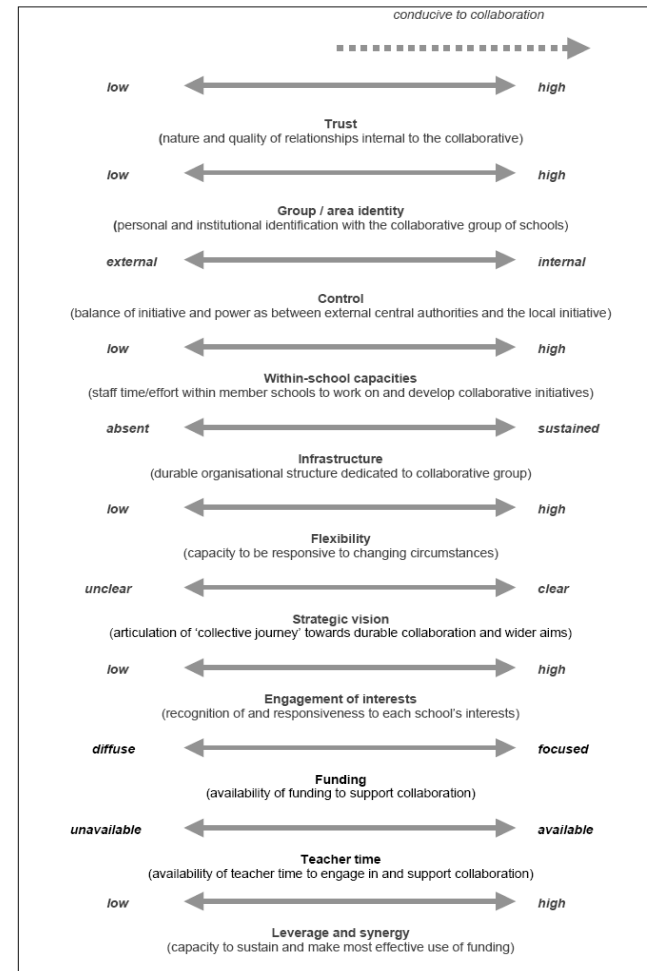 conducive to collaboration
low high
Trust
(nature and quality of relationships internal to the collaborative)
low high
Group / area identity
(personal and institutional identification with the collaborative group of schools)
external internal
Control
(balance of initiative and power as between external central authorities and the local initiative)
low high
Within-school capacities
(staff time/effort within member schools to work on and develop collaborative initiatives)
absent sustained
Infrastructure
(durable organisational structure dedicated to collaborative group)
low high
Flexibility
(capacity to be responsive to changing circumstances)
unclear clear
Strategic vision
(articulation of ‘collective journey’ towards durable collaboration and wider aims)
low high
Engagement of interests
(recognition of and responsiveness to each school’s interests)
diffuse focused
Funding
(availability of funding to support collaboration)
unavailable available
Teacher time
(availability of teacher time to engage in and support collaboration)
low high
Leverage and synergy
(capacity to sustain and make most effective use of funding)